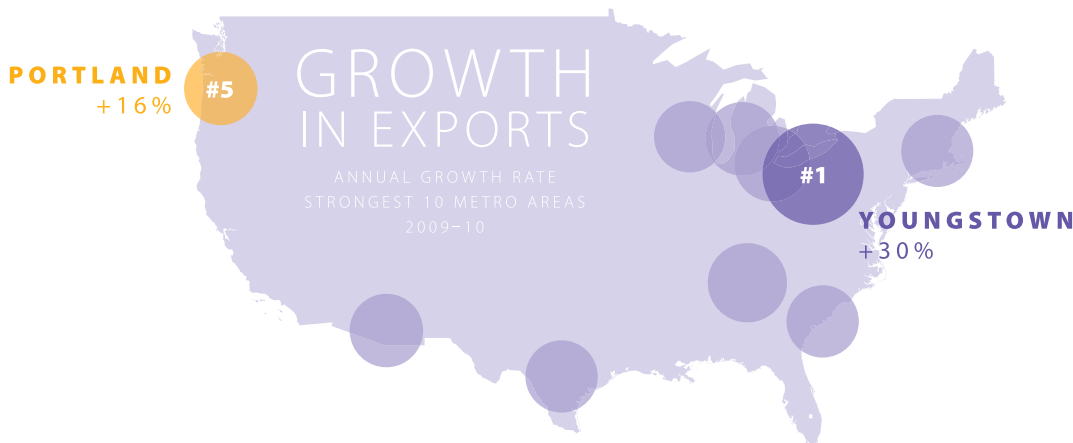 GROWTH
IN EXPORTS
ANNUAL GROWTH RATE
STRONGEST 10 METRO AREAS
2009–10
PORTLAND
+16%
#5
#1
YOUNGSTOWN
+30%